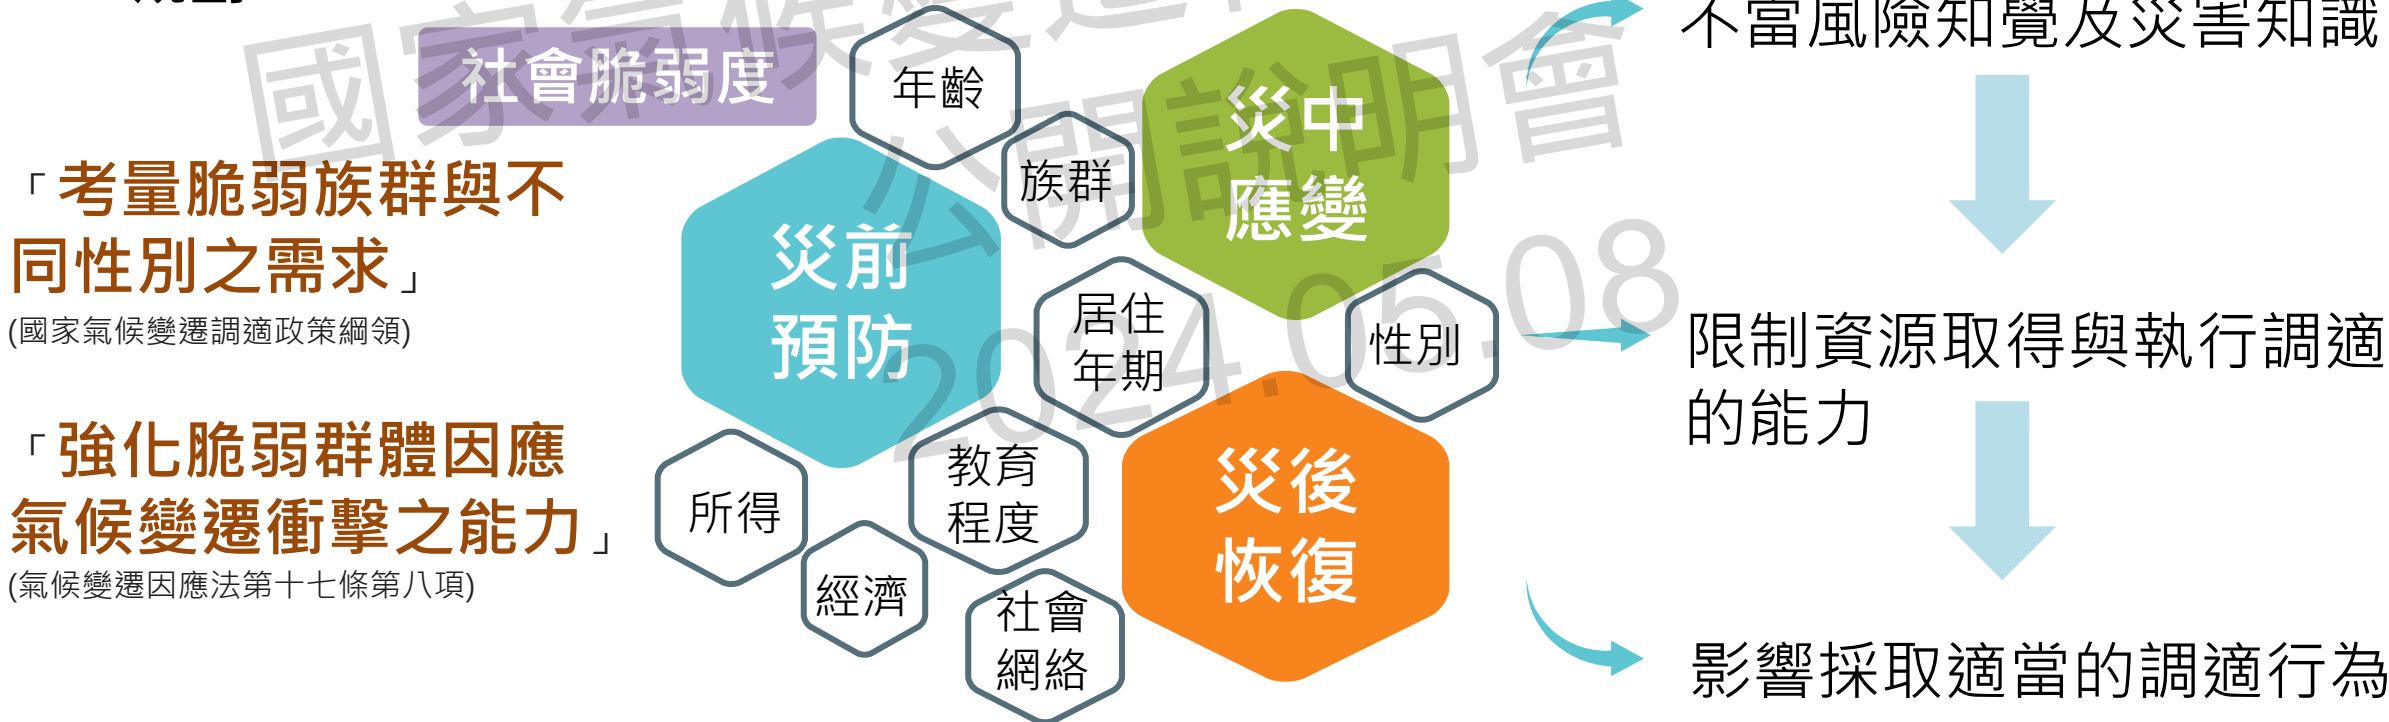 社會脆弱度
「考量脆弱族群與不
同性別之需求」
(國家氣候變遷調適政策綱領)
「強化脆弱群體因應
氣候變遷衝擊之能力」
(氣候變遷因應法第十七條第八項)
年齡
族群
災前
預防
災中
應變
居住
年期
性別
所得
教育
程度
經濟
社會
網絡
災後
恢復
不當風險知覺及災害知識
限制資源取得與執行調適
的能力
影響採取適當的調適行為
國家氣候變遷
公開說明會
2024.05.08